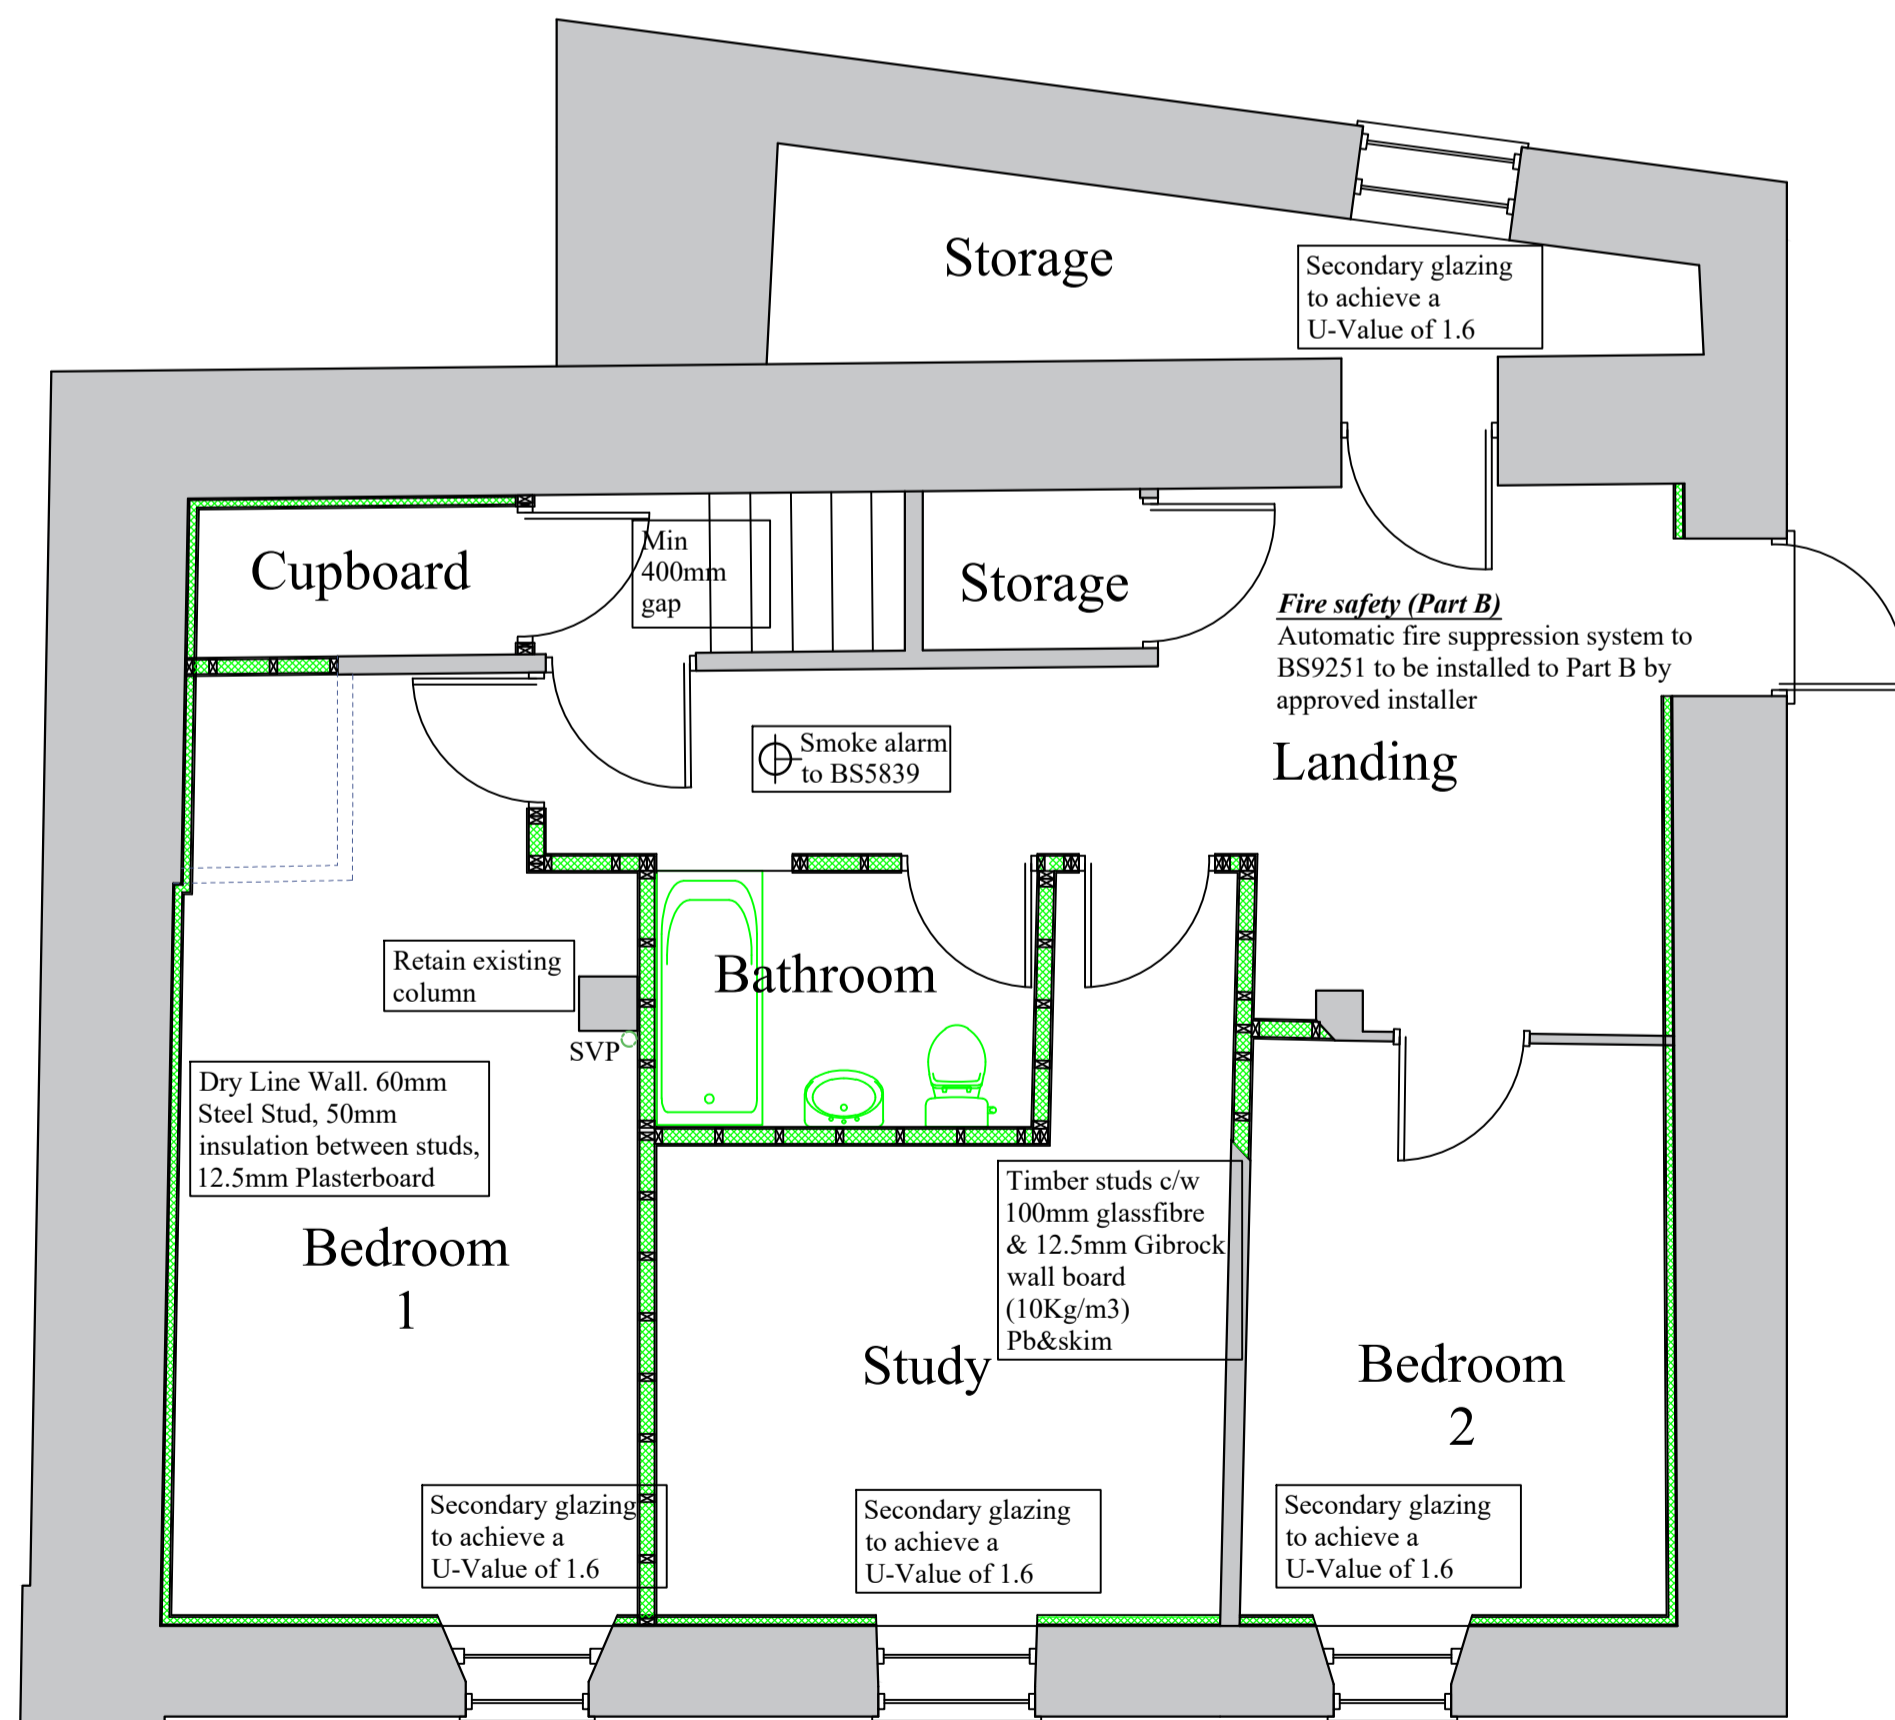 Storage
Secondary glazing
to achieve a
U-Value of 1.6
Cupboard
Min
400mm
gap
Storage
Fire safety (Part B)
Automatic fire suppression system to
BS9251 to be installed to Part B by
approved installer
Smoke alarm
to BS5839
Landing
Retain existing
column
Bathroom
SVP
Dry Line Wall. 60mm
Steel Stud, 50mm
insulation between studs,
12.5mm Plasterboard
Timber studs c/w
100mm glassfibre
& 12.5mm Gibrock
wall board
(10Kg/m3)
Pb&skim
Bedroom
1
Study
Bedroom
2
Secondary glazing
to achieve a
U-Value of 1.6
Secondary glazing
to achieve a
U-Value of 1.6
Secondary glazing
to achieve a
U-Value of 1.6